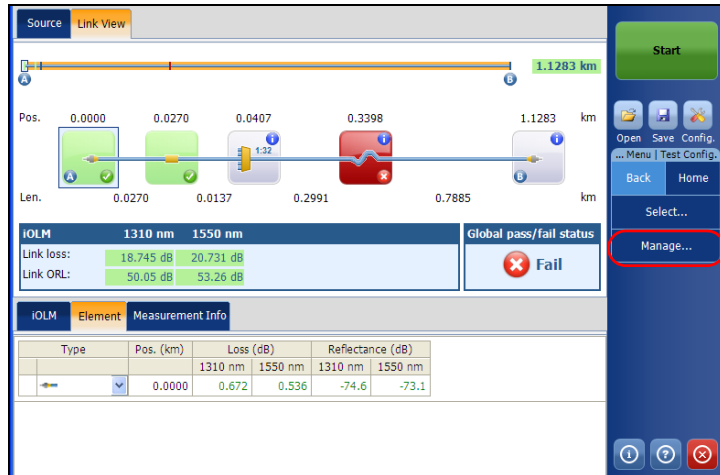 Source Link View
1.1283 km
A B
Pos. 0.0000 0.0270 0.0407 0.3398 1.1283 km
1:32
A B
Len. 0.0270 0.0137 0.2991 0.7885 km
iOLM 1310 nm 1550 nm
Link loss: 18.745 dB 20.731 dB
Link ORL: 50.05 dB 53.26 dB
Global pass/fail status
Fail
iOLM Element Measurement Info
Type Pos. (km) Loss (dB) Reflectance (dB)
1310 nm 1550 nm 1310 nm 1550 nm
0.0000 0.672 0.536 -74.6 -73.1
Start
Open Save Config.
... Menu | Test Config.
Back Home
Select...
Manage...